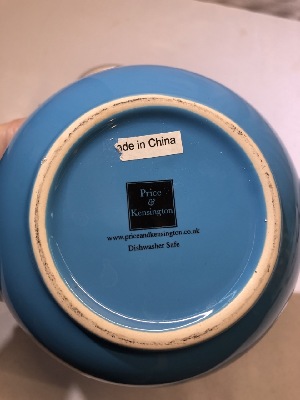 ade in China
Price
&
Kensington
www.priceandkensington.co.uk
Dishwasher Safe